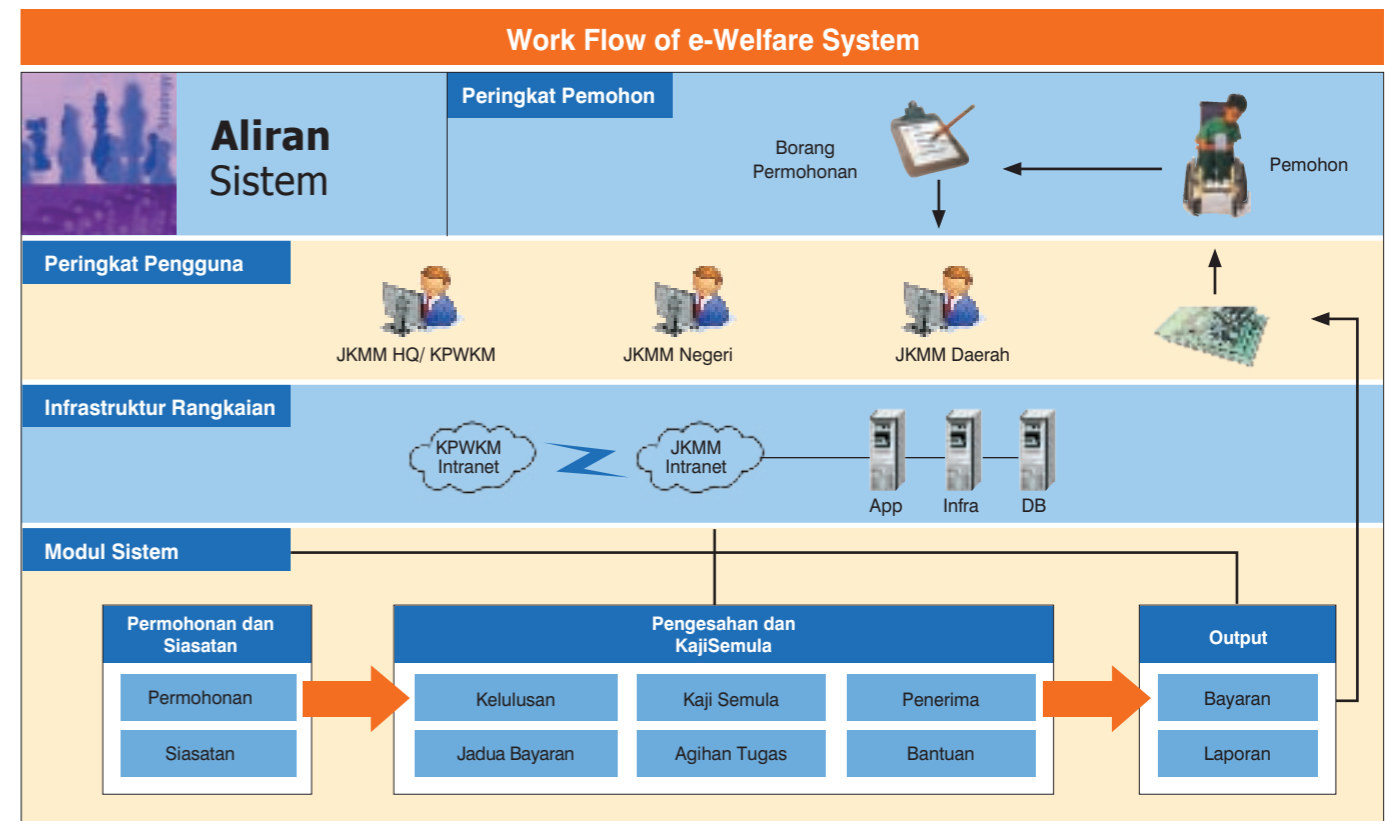 Work Flow of e-Welfare System
Strategy
Aliran
Sistem
Peringkat Pemohon
Borang
Permohonan
Pemohon
Peringkat Pengguna
JKMM HQ/ KPWKM
JKMM Negeri
JKMM Daerah
Infrastruktur Rangkaian
KPWKM
Intranet
JKMM
Intranet
App
Infra
DB
Modul Sistem
Permohonan dan
Siasatan
Permohonan
Siasatan
Pengesahan dan
KajiSemula
Kelulusan
Kaji Semula
Penerima
Jadua Bayaran
Agihan Tugas
Bantuan
Output
Bayaran
Laporan